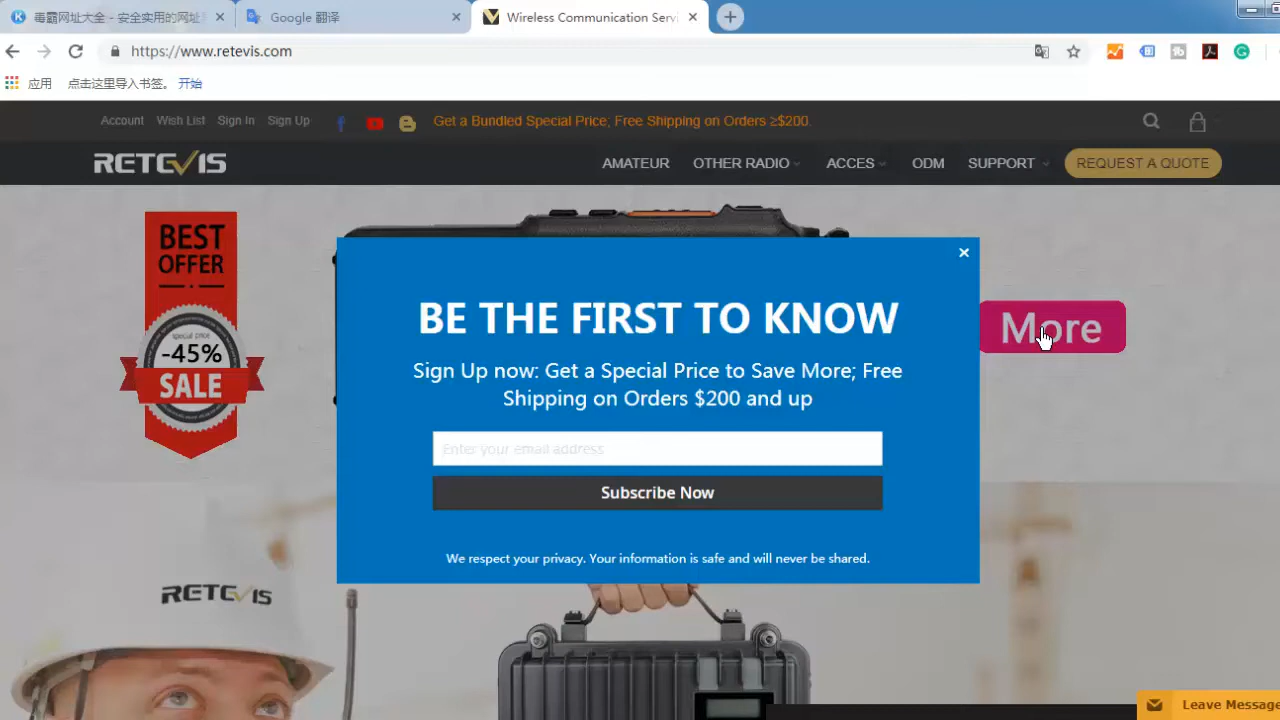 毒霸网址大全 - 安全实用的网址
Google 翻译
Wireless Communication Servi
https://www.retevis.com
应用
点击这里导入书签。 开始
Account Wish List Sign In Sign Up
Get a Bundled Special Price; Free Shipping on Orders ≥$200.
RETEVIS
AMATEUR OTHER RADIO ACCES ODM SUPPORT REQUEST A QUOTE
BEST
OFFER
special price
-45%
SALE
More
BE THE FIRST TO KNOW
Sign Up now: Get a Special Price to Save More; Free
Shipping on Orders $200 and up
Enter your email address
Subscribe Now
We respect your privacy. Your information is safe and will never be shared.
RETEVIS
Leave Message